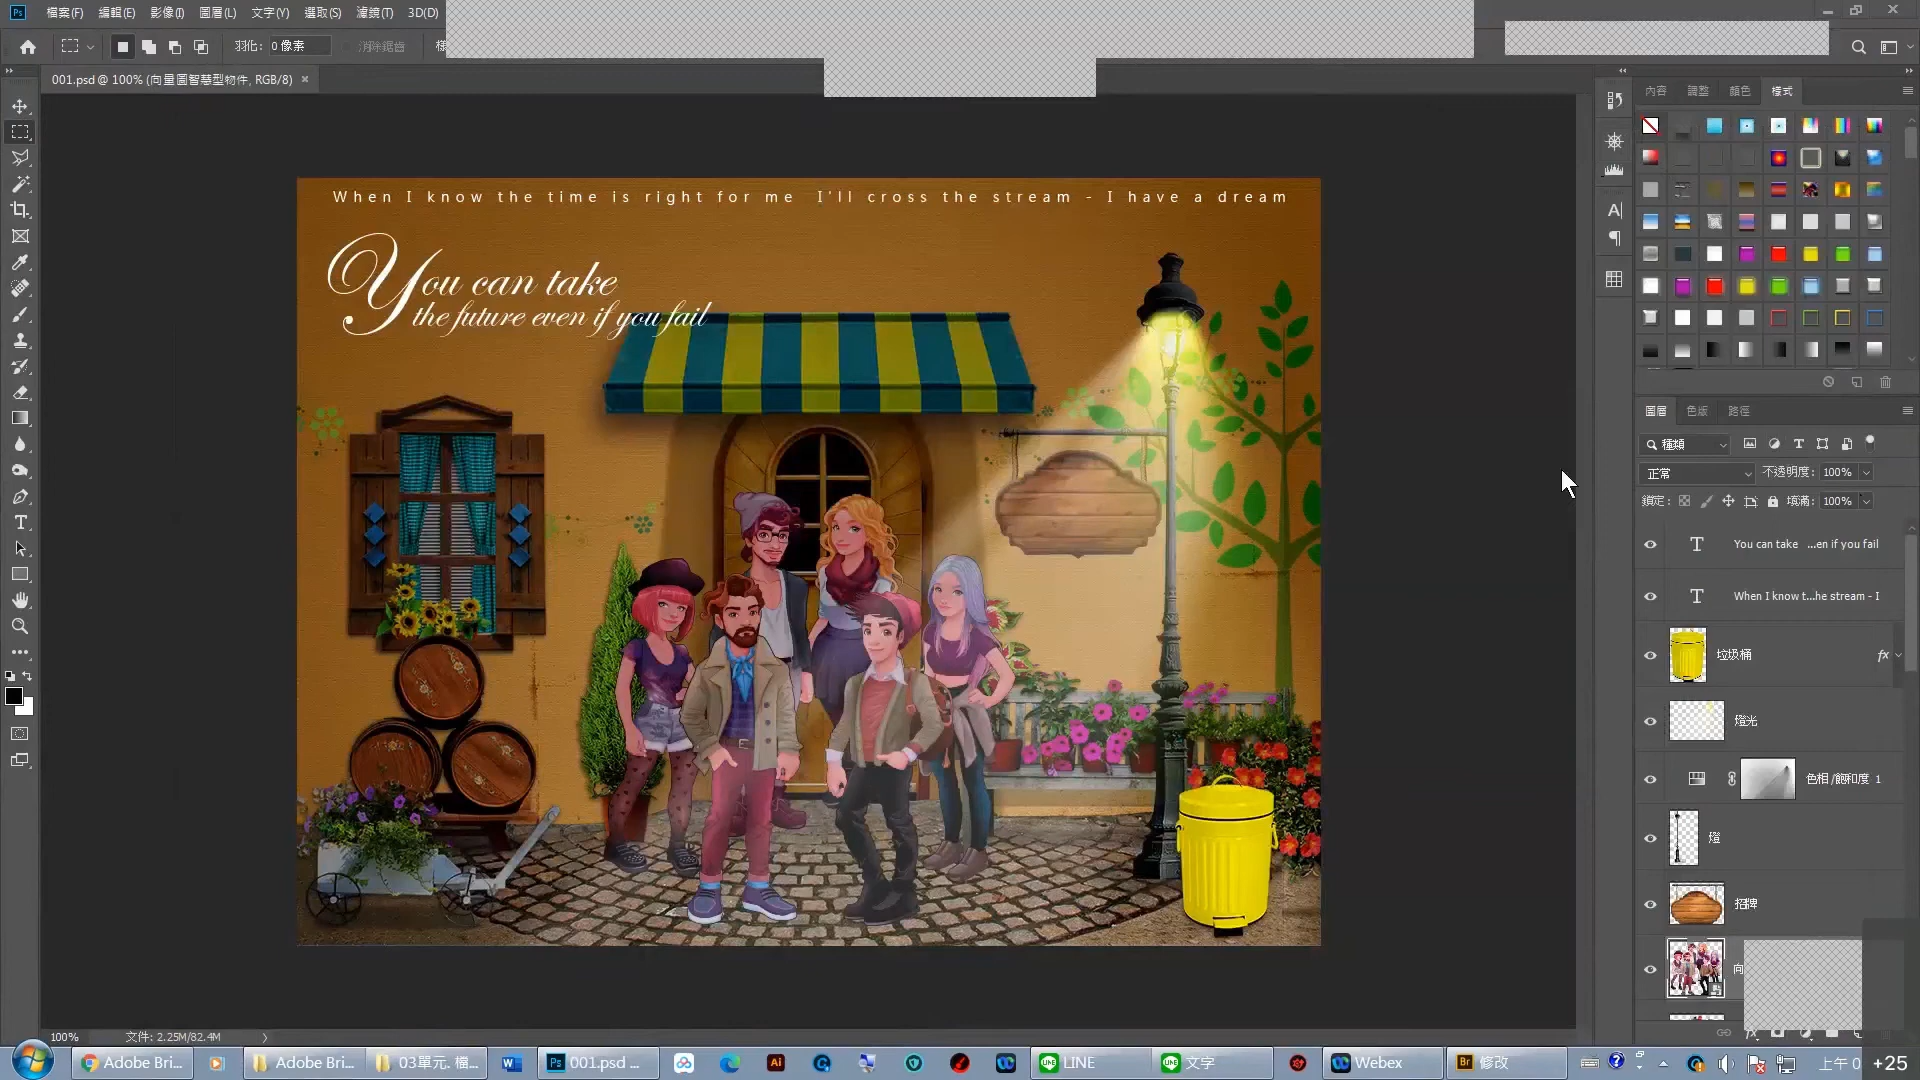 檔案(F) 編輯(E) 影像(I) 圖層(L) 文字(Y) 選取(S) 濾鏡(T) 3D(D)
羽化: 0 像素 消除鋸齒 樣
001.psd @ 100% (向量圖智慧型物件, RGB/8) ×
內容 調整 顏色 樣式
When I know the time is right for me I'll cross the stream - I have a dream
You can take
the future even if you fail
圖層 色版 路徑
種類
正常 不透明度: 100%
鎖定: 填滿: 100%
You can take ...en if you fail
When I know t...he stream - I
垃圾桶 fx
燈光
色相/飽和度 1
燈
招牌
向
100% 文件: 2.25M/82.4M
Adobe Bri... Adobe Bri... 03單元. 檔... 001.psd ... LINE 文字 Webex 修改 上午 0 +25